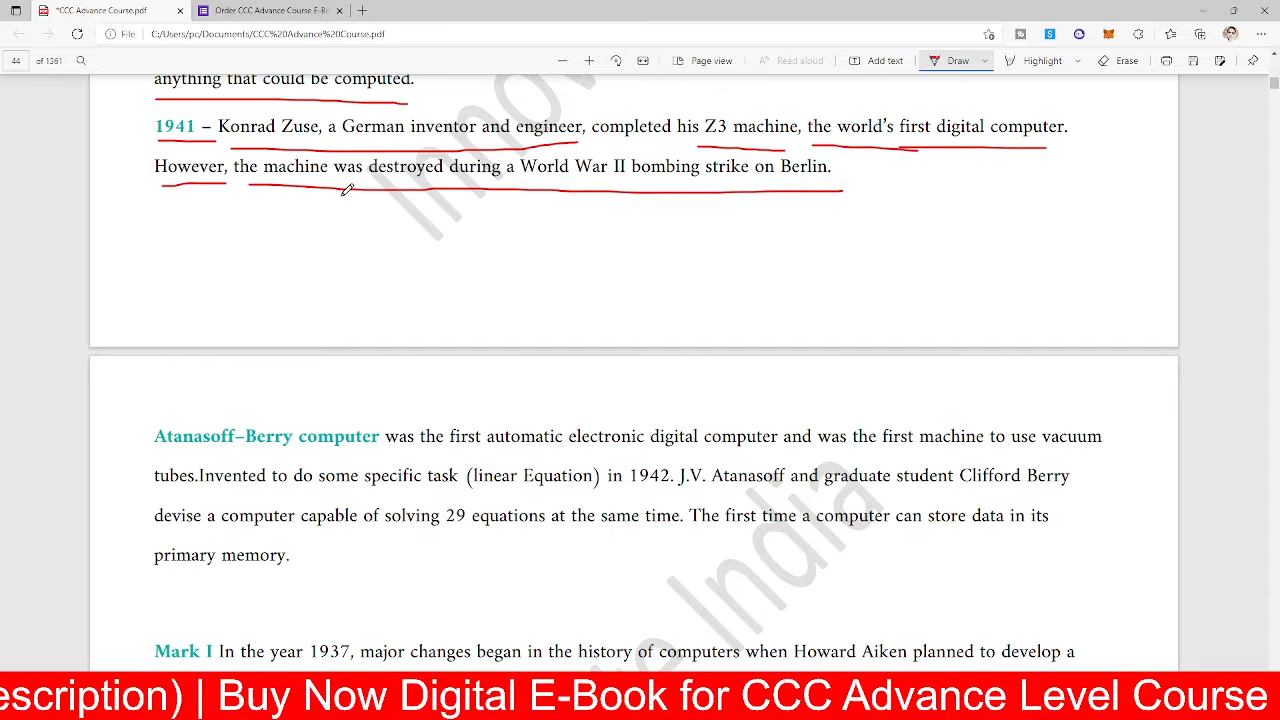 *CCC Advance Course.pdf
Order CCC Advance Course E-Bo
File
C:/Users/pc/Documents/CCC%20Advance%20Course.pdf
44 of 1361
Page view
Read aloud
Add text
Draw
Highlight
Erase
anything that could be computed.
1941 – Konrad Zuse, a German inventor and engineer, completed his Z3 machine, the world's first digital computer.
However, the machine was destroyed during a World War II bombing strike on Berlin.
Atanasoff–Berry computer was the first automatic electronic digital computer and was the first machine to use vacuum
tubes.Invented to do some specific task (linear Equation) in 1942. J.V. Atanasoff and graduate student Clifford Berry
devise a computer capable of solving 29 equations at the same time. The first time a computer can store data in its
primary memory.
Mark I In the year 1937, major changes began in the history of computers when Howard Aiken planned to develop a
escription) | Buy Now Digital E-Book for CCC Advance Level Course